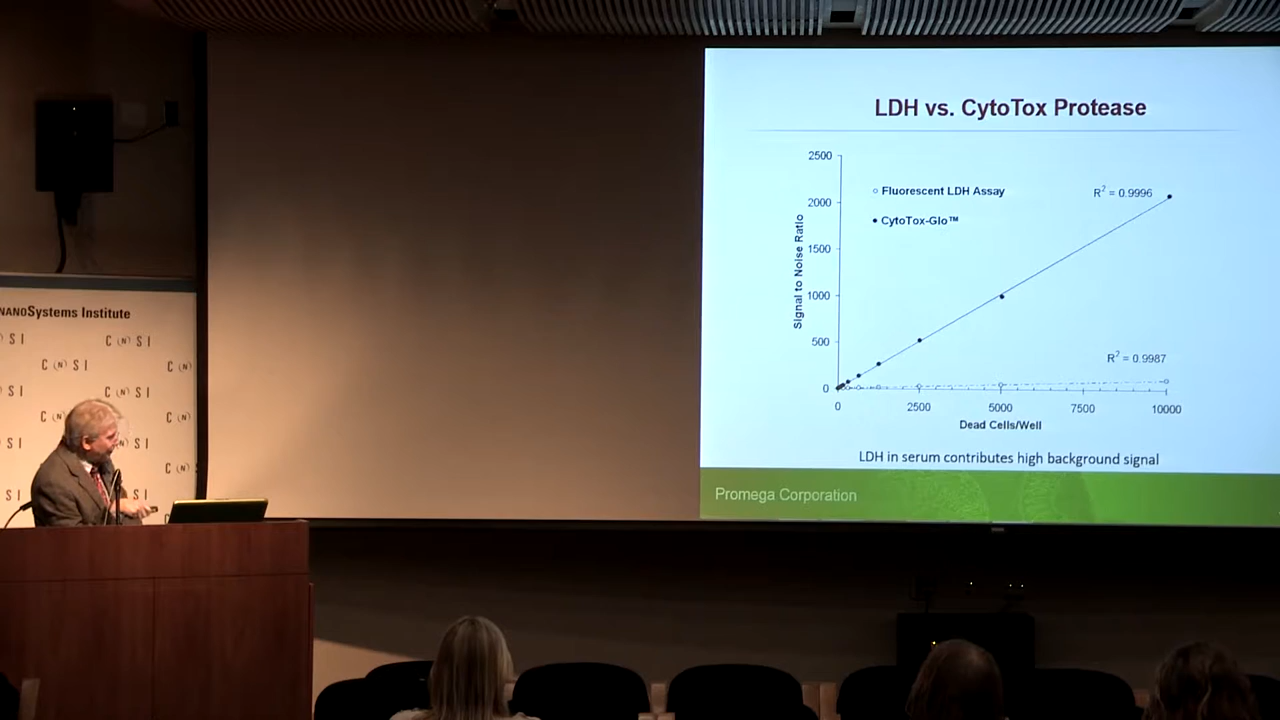 LDH vs. CytoTox Protease
2500
2000
1500
1000
500
0
Signal to Noise Ratio
Fluorescent LDH Assay
CytoTox-Glo™
R² = 0.9996
R² = 0.9987
0 2500 5000 7500 10000
Dead Cells/Well
LDH in serum contributes high background signal
Promega Corporation
NANOSystems Institute
S I C (N) S I
C (N) S I C (N)
S I C (N) S I
C (N) C (N)
S I (N) S I
C (N) S
S I S I